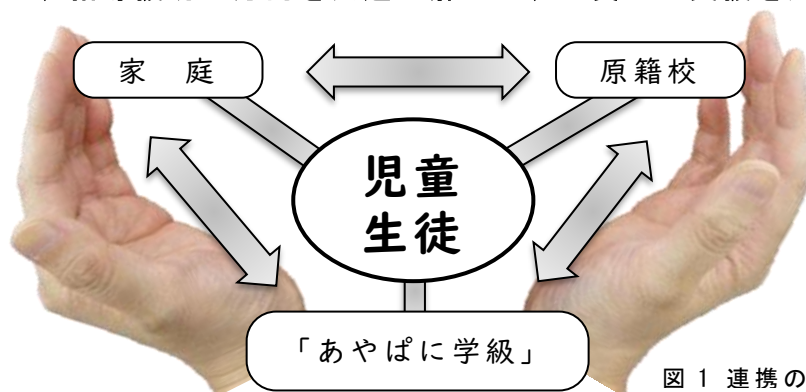 家 庭
原籍校
児童
生徒
「あやぱに学級」
図 1 連携の